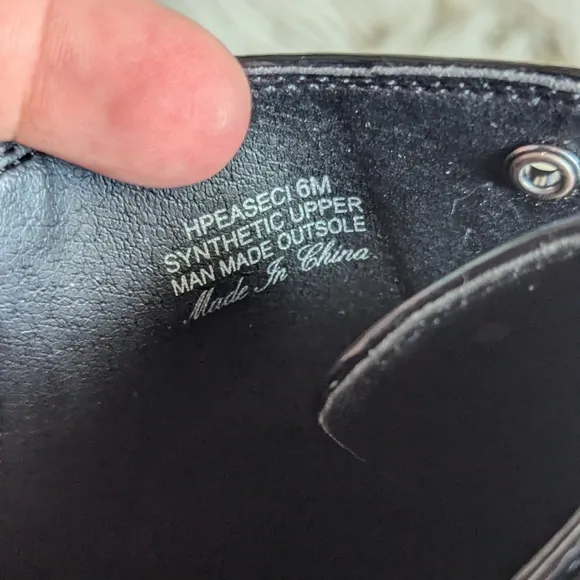 HPEASECI 6M
SYNTHETIC UPPER
MAN MADE OUTSOLE
Made In China